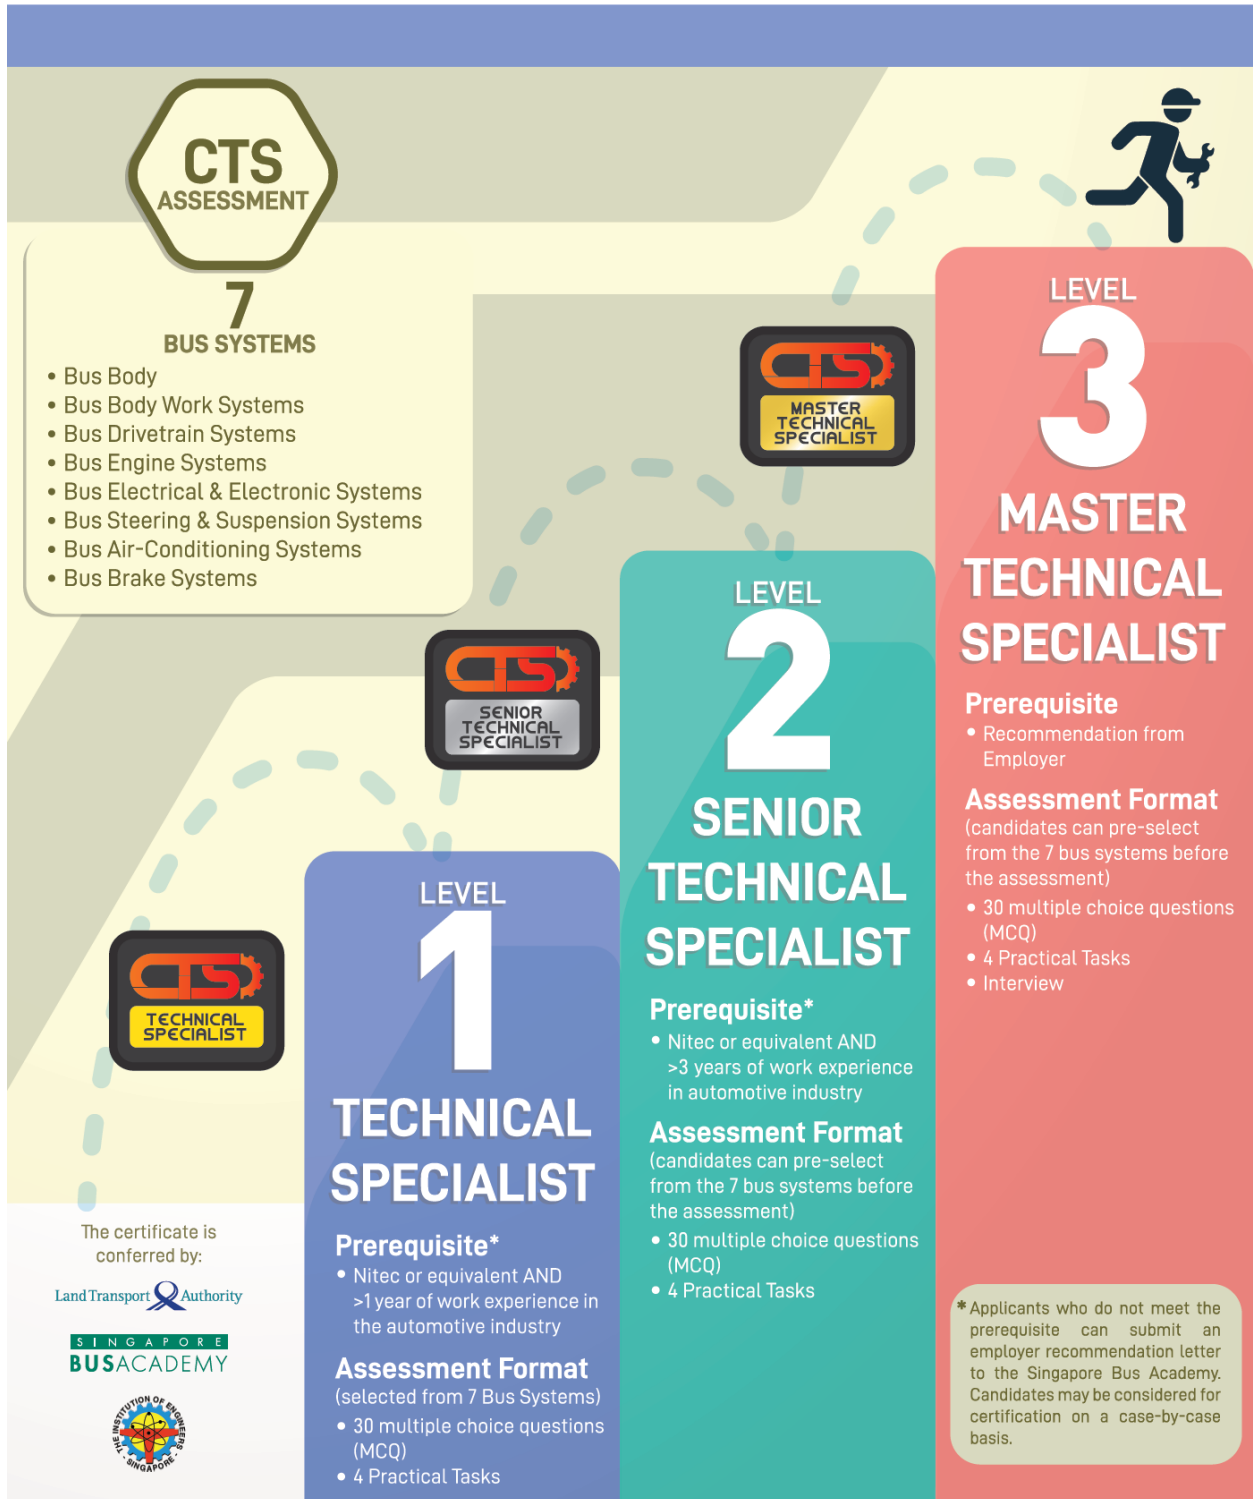 CTS
ASSESSMENT
7
BUS SYSTEMS
• Bus Body
• Bus Body Work Systems
• Bus Drivetrain Systems
• Bus Engine Systems
• Bus Electrical & Electronic Systems
• Bus Steering & Suspension Systems
• Bus Air-Conditioning Systems
• Bus Brake Systems
CTS
TECHNICAL
SPECIALIST
The certificate is
conferred by:
Land Transport Authority
SINGAPORE
BUSACADEMY
THE INSTITUTION OF ENGINEERS
- SINGAPORE -
LEVEL
1
TECHNICAL
SPECIALIST
Prerequisite*
• Nitec or equivalent AND
>1 year of work experience in
the automotive industry
Assessment Format
(selected from 7 Bus Systems)
• 30 multiple choice questions
(MCQ)
• 4 Practical Tasks
CTS
SENIOR
TECHNICAL
SPECIALIST
LEVEL
2
SENIOR
TECHNICAL
SPECIALIST
Prerequisite*
• Nitec or equivalent AND
>3 years of work experience
in automotive industry
Assessment Format
(candidates can pre-select
from the 7 bus systems before
the assessment)
• 30 multiple choice questions
(MCQ)
• 4 Practical Tasks
CTS
MASTER
TECHNICAL
SPECIALIST
LEVEL
3
MASTER
TECHNICAL
SPECIALIST
Prerequisite
• Recommendation from
Employer
Assessment Format
(candidates can pre-select
from the 7 bus systems before
the assessment)
• 30 multiple choice questions
(MCQ)
• 4 Practical Tasks
• Interview
* Applicants who do not meet the
prerequisite can submit an
employer recommendation letter
to the Singapore Bus Academy.
Candidates may be considered for
certification on a case-by-case
basis.